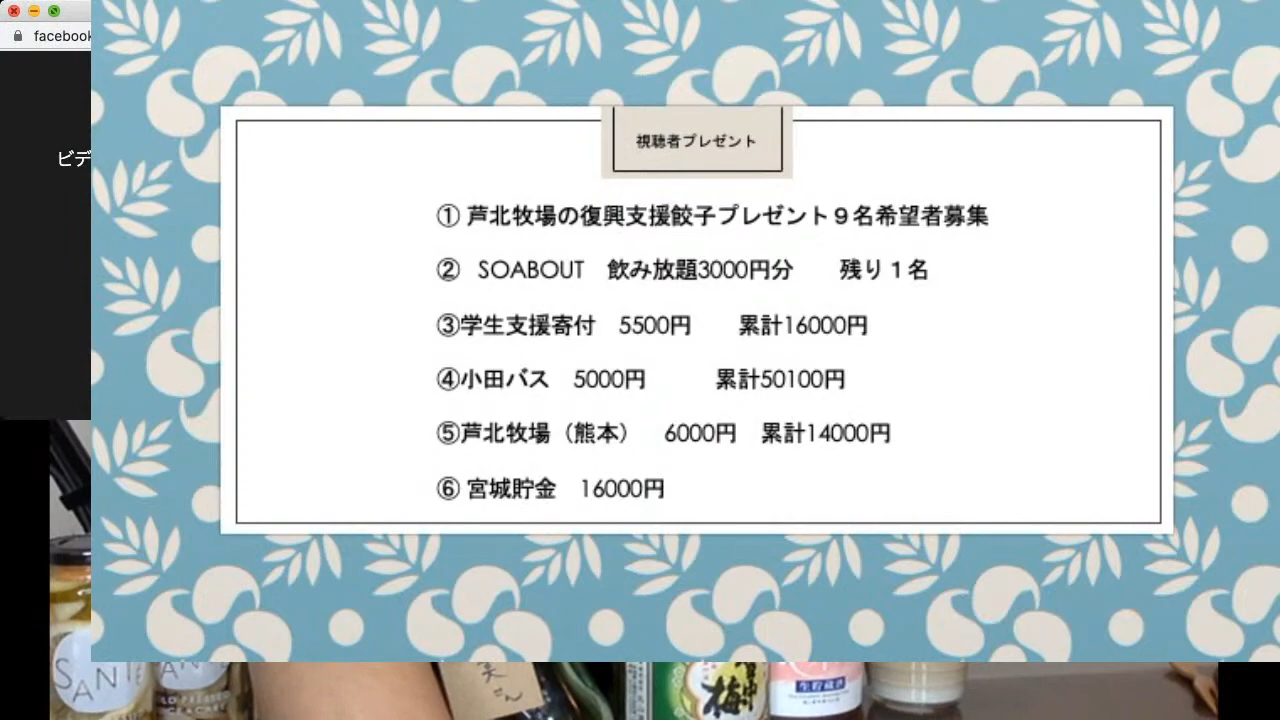 facebook
ビデ
視聴者プレゼント
① 芦北牧場の復興支援餃子プレゼント９名希望者募集
② SOABOUT 飲み放題3000円分 残り１名
③学生支援寄付 5500円 累計16000円
④小田バス 5000円 累計50100円
⑤芦北牧場（熊本） 6000円 累計14000円
⑥ 宮城貯金 16000円
SANTE
梅
生貯蔵酒